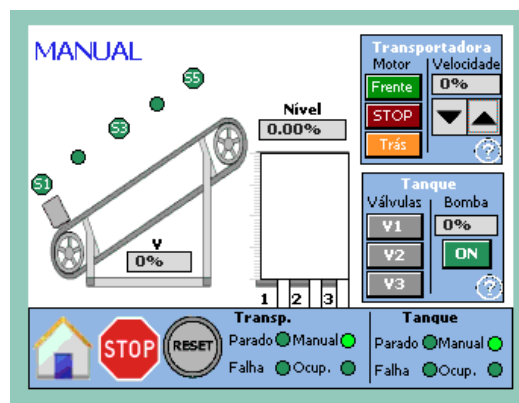 MANUAL
S5
S3
S1
Nível
0.00%
V
0%
1 2 3
Transportadora
Motor Velocidade
Frente 0%
STOP
Trás
?
Tanque
Válvulas Bomba
V1 0%
V2 ON
V3
?
STOP
RESET
Transp.
Parado Manual
Falha Ocup.
Tanque
Parado Manual
Falha Ocup.